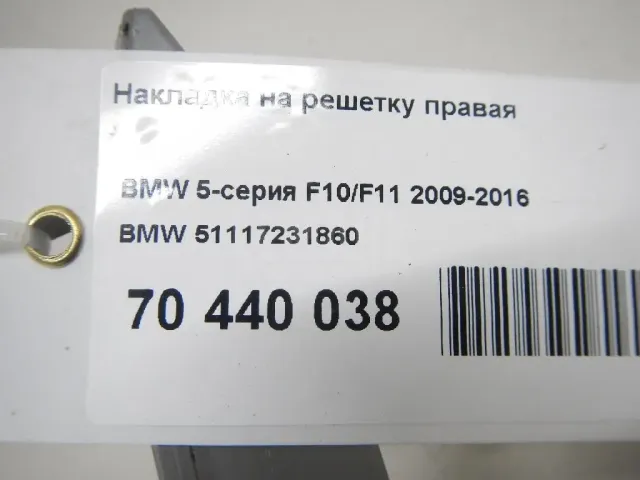 Накладка на решетку правая
BMW 5-серия F10/F11 2009-2016
BMW 51117231860
70 440 038